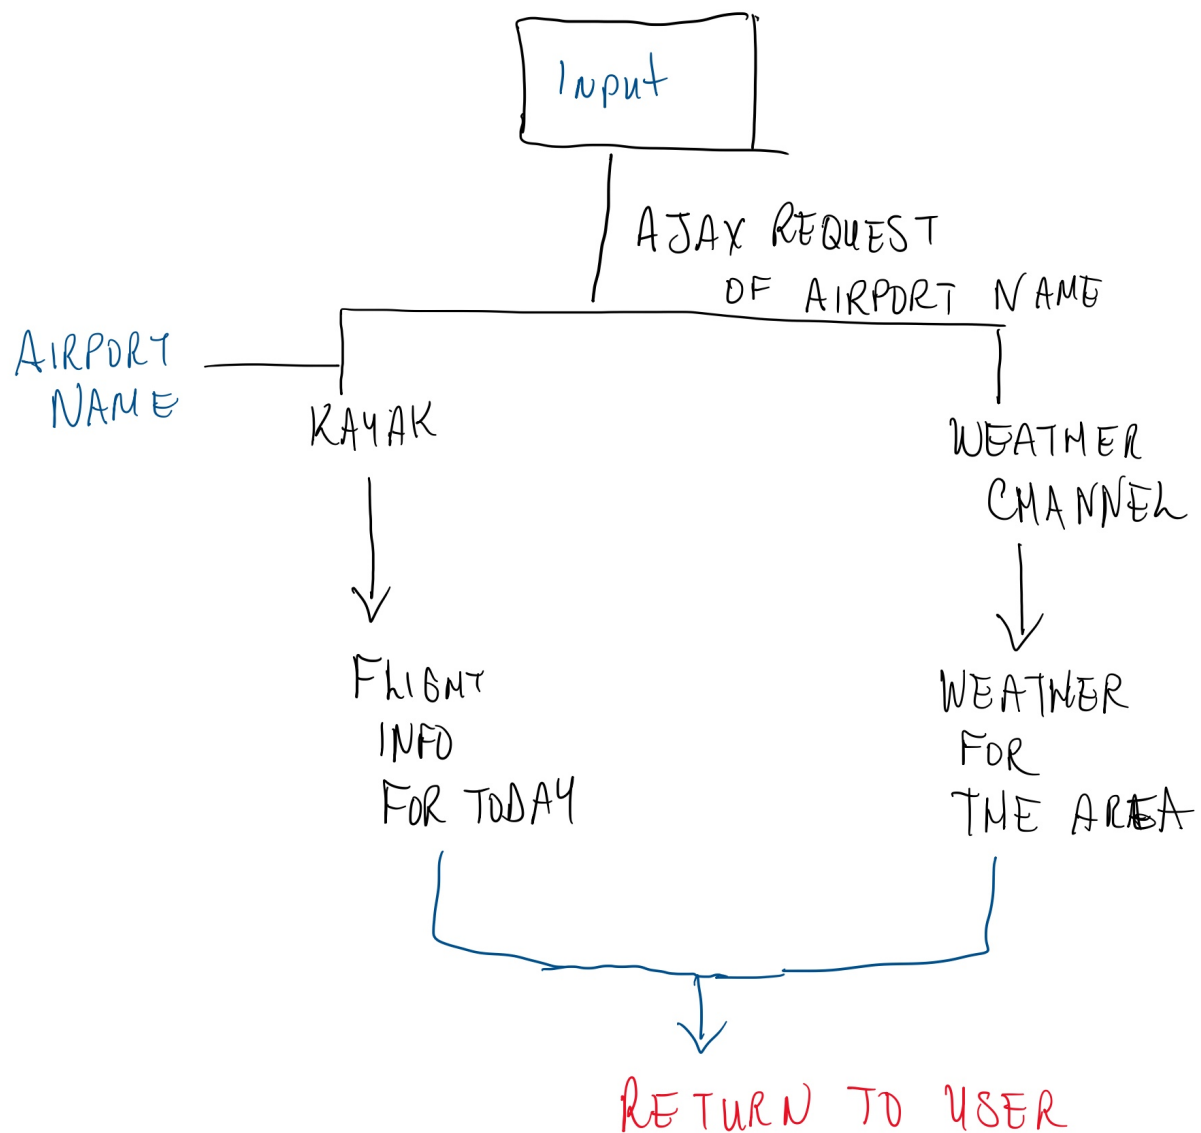 Input
AJAX REQUEST
OF AIRPORT NAME
AIRPORT
NAME
KAYAK
WEATHER
CHANNEL
FLIGHT
INFO
FOR TODAY
WEATHER
FOR
THE AREA
RETURN TO USER